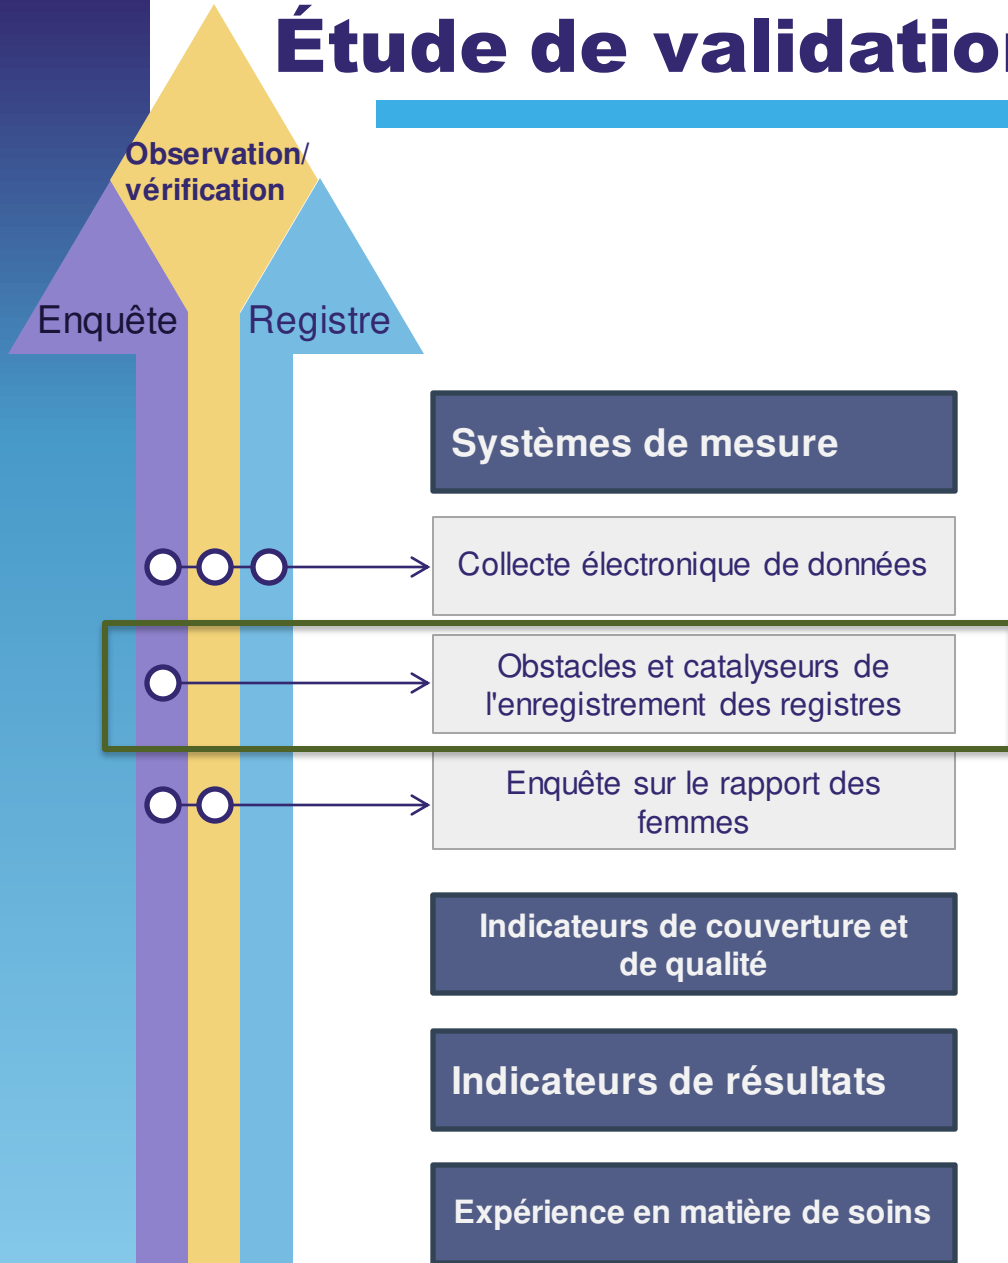 Étude de validation
Observation/
vérification
Enquête
Registre
Systèmes de mesure
Collecte électronique de données
Obstacles et catalyseurs de
l'enregistrement des registres
Enquête sur le rapport des
femmes
Indicateurs de couverture et
de qualité
Indicateurs de résultats
Expérience en matière de soins